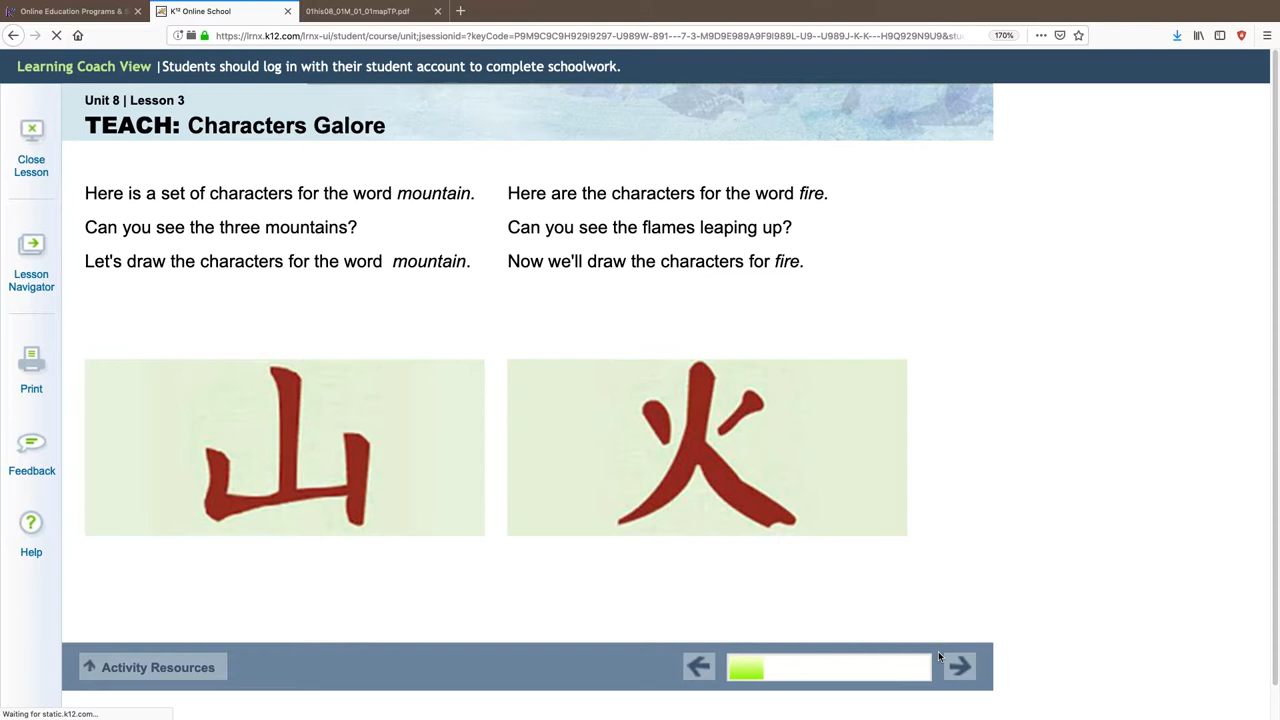 Online Education Programs & S
K¹² Online School
01his08_01M_01_01mapTP.pdf
170%
Learning Coach View | Students should log in with their student account to complete schoolwork.
Unit 8 | Lesson 3
TEACH: Characters Galore
Close
Lesson
Lesson
Navigator
Print
Feedback
Help
Here is a set of characters for the word mountain.
Can you see the three mountains?
Let's draw the characters for the word mountain.
Here are the characters for the word fire.
Can you see the flames leaping up?
Now we'll draw the characters for fire.
山
火
Activity Resources
Waiting for static.k12.com...